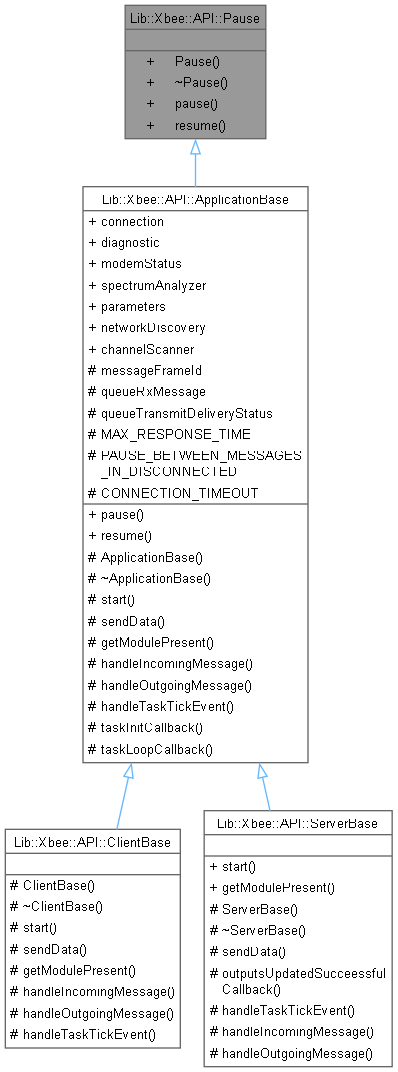 Lib::Xbee::API::Pause
+ Pause()
+ ~Pause()
+ pause()
+ resume()
Lib::Xbee::API::ApplicationBase
+ connection
+ diagnostic
+ modemStatus
+ spectrumAnalyzer
+ parameters
+ networkDiscovery
+ channelScanner
# messageFrameId
# queueRxMessage
# queueTransmitDeliveryStatus
# MAX_RESPONSE_TIME
# PAUSE_BETWEEN_MESSAGES
_IN_DISCONNECTED
# CONNECTION_TIMEOUT
+ pause()
+ resume()
# ApplicationBase()
# ~ApplicationBase()
# start()
# sendData()
# getModulePresent()
# handleIncomingMessage()
# handleOutgoingMessage()
# handleTaskTickEvent()
# taskInitCallback()
# taskLoopCallback()
Lib::Xbee::API::ClientBase
# ClientBase()
# ~ClientBase()
# start()
# sendData()
# getModulePresent()
# handleIncomingMessage()
# handleOutgoingMessage()
# handleTaskTickEvent()
Lib::Xbee::API::ServerBase
+ start()
+ getModulePresent()
# ServerBase()
# ~ServerBase()
# sendData()
# outputsUpdatedSucceessful
Callback()
# handleTaskTickEvent()
# handleIncomingMessage()
# handleOutgoingMessage()